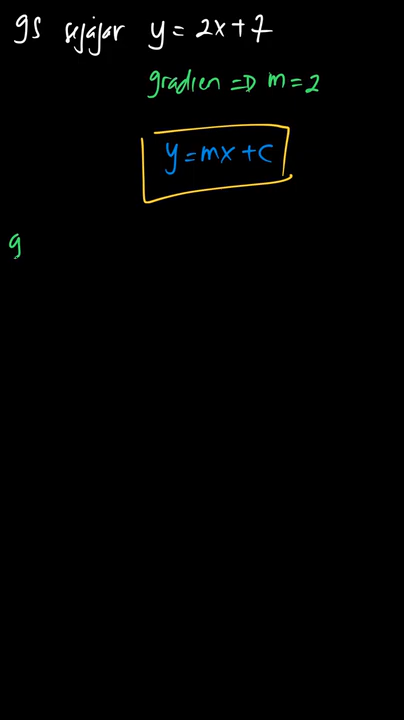 gs sejajar y = 2x + 7
gradien => m = 2
y = mx + c
g